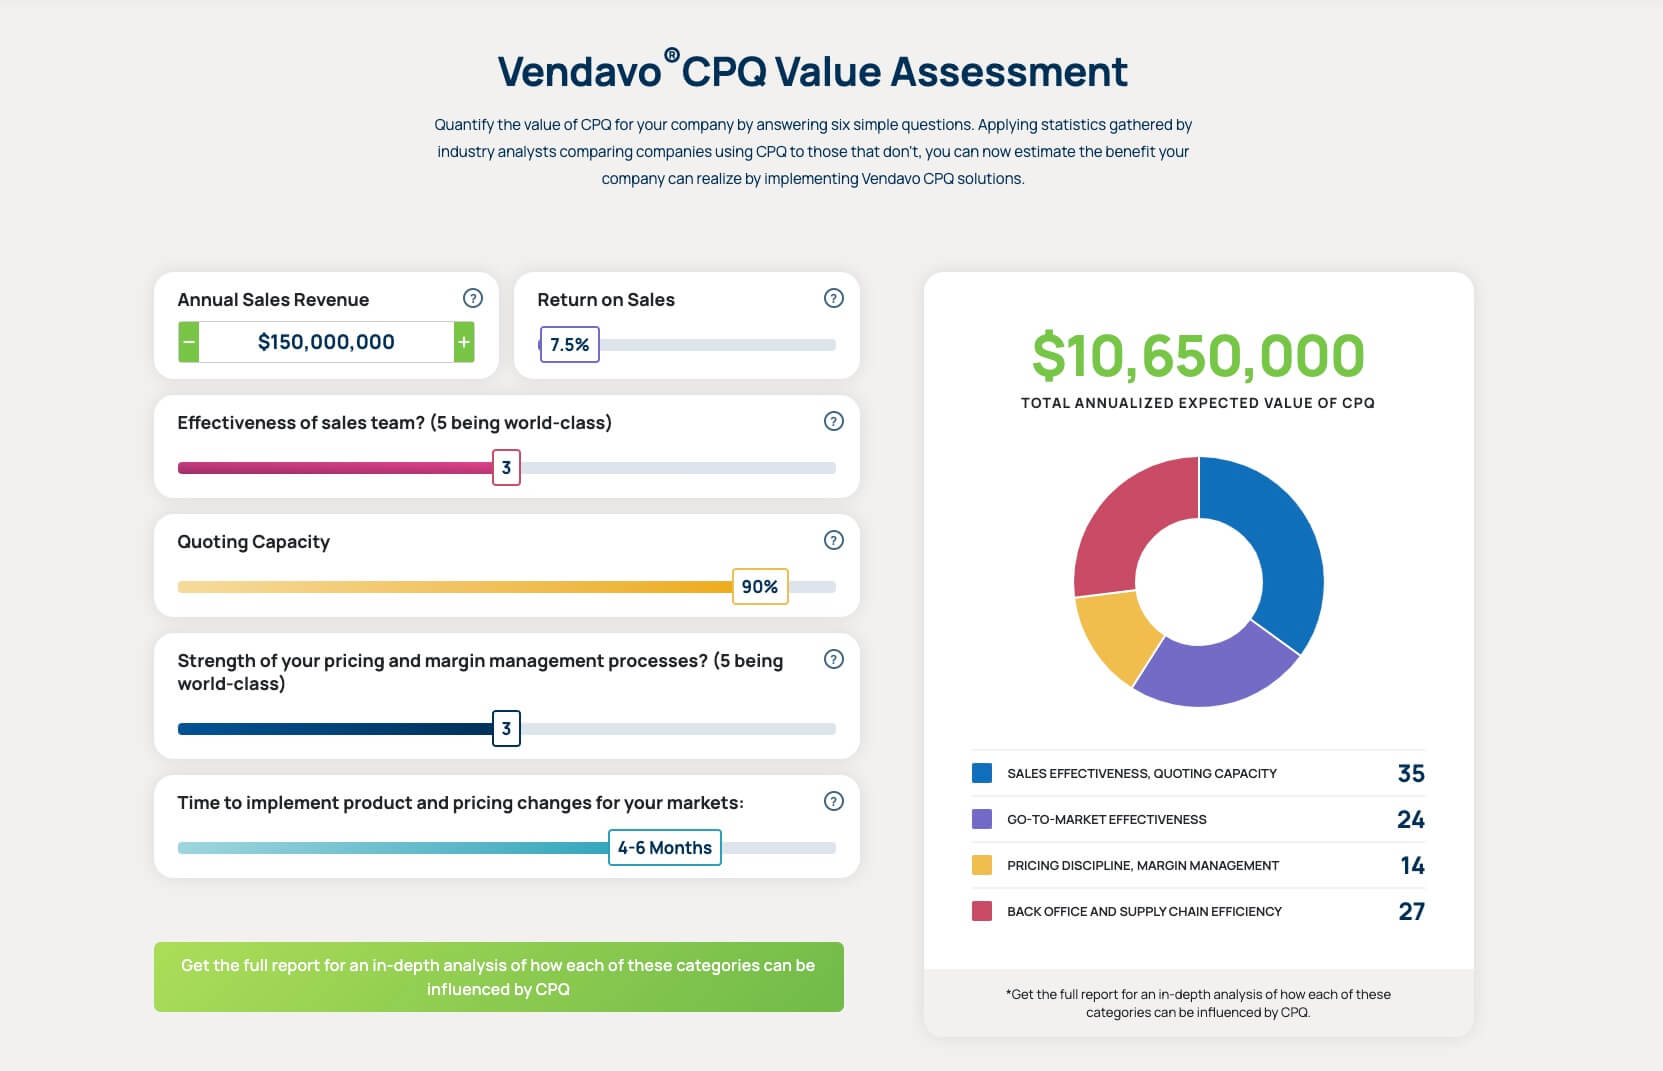 Vendavo® CPQ Value Assessment
Quantify the value of CPQ for your company by answering six simple questions. Applying statistics gathered by
industry analysts comparing companies using CPQ to those that don't, you can now estimate the benefit your
company can realize by implementing Vendavo CPQ solutions.
Annual Sales Revenue ?
− $150,000,000 +
Return on Sales ?
7.5%
Effectiveness of sales team? (5 being world-class) ?
3
Quoting Capacity ?
90%
Strength of your pricing and margin management processes? (5 being ?
world-class)
3
Time to implement product and pricing changes for your markets: ?
4-6 Months
Get the full report for an in-depth analysis of how each of these categories can be
influenced by CPQ
$10,650,000
TOTAL ANNUALIZED EXPECTED VALUE OF CPQ
SALES EFFECTIVENESS, QUOTING CAPACITY 35
GO-TO-MARKET EFFECTIVENESS 24
PRICING DISCIPLINE, MARGIN MANAGEMENT 14
BACK OFFICE AND SUPPLY CHAIN EFFICIENCY 27
*Get the full report for an in-depth analysis of how each of these
categories can be influenced by CPQ.